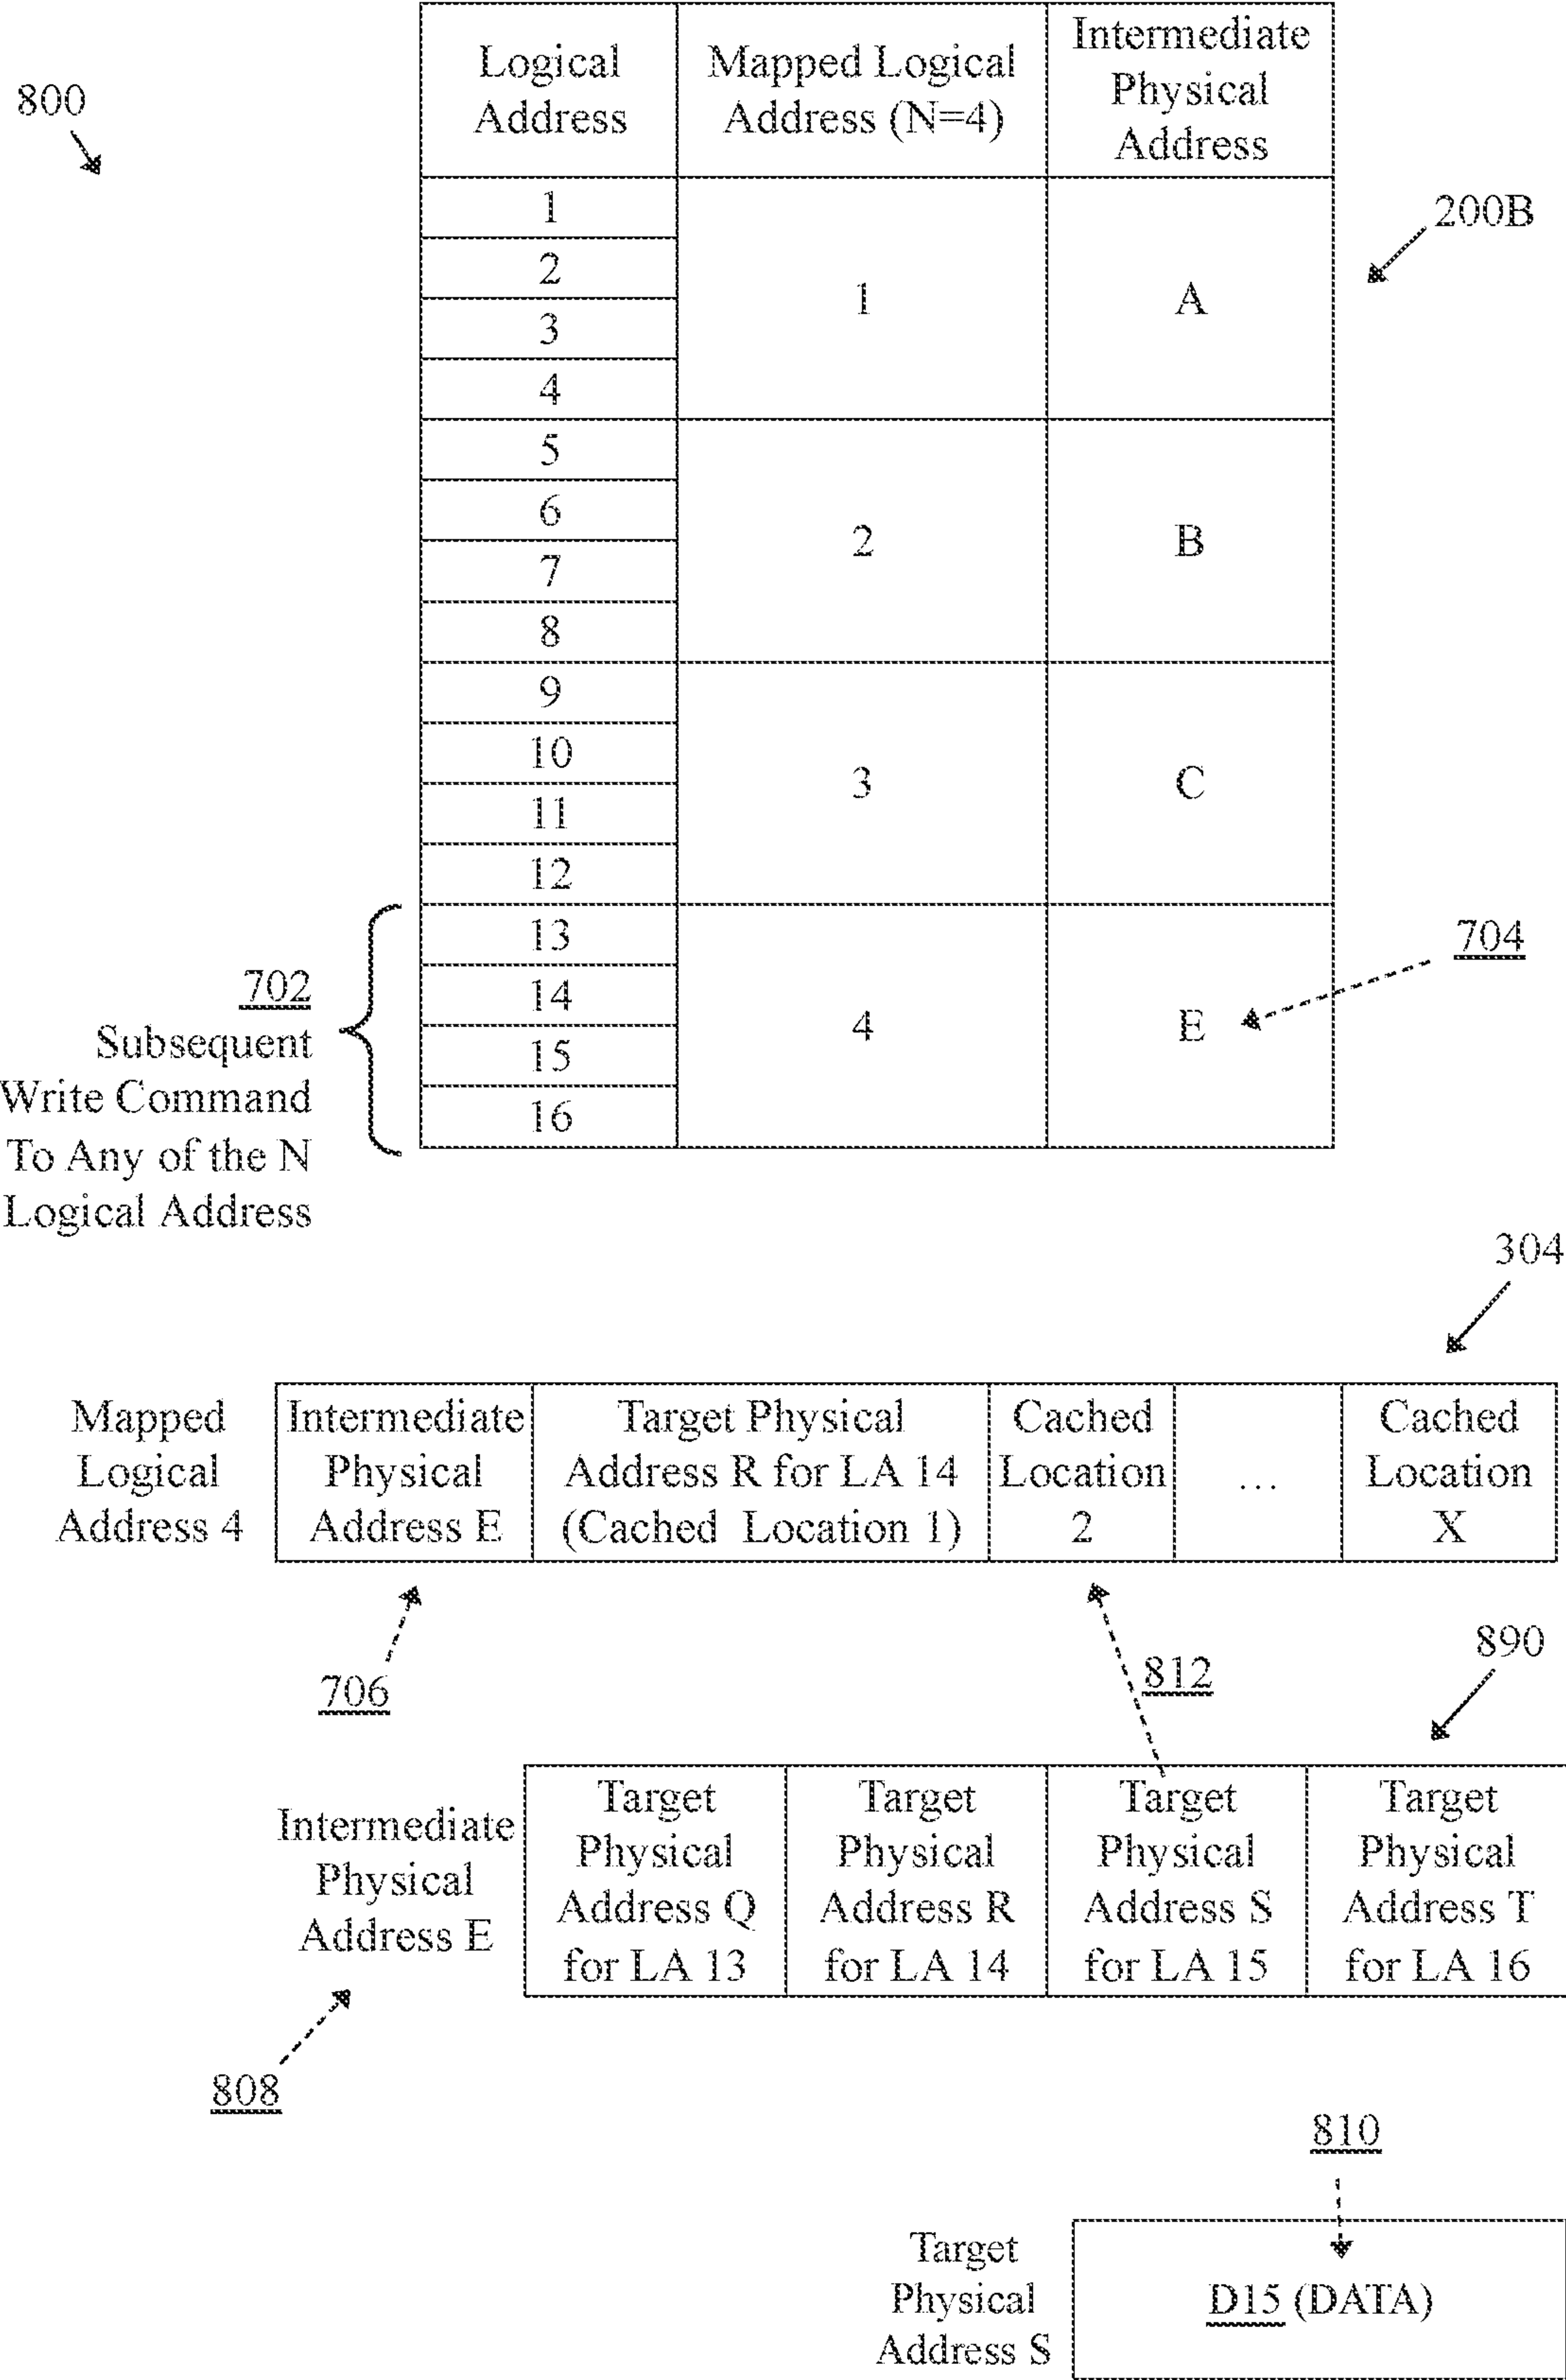 800
Logical
Address
Mapped Logical
Address (N=4)
Intermediate
Physical
Address
200B
1
2
3
4
1
A
5
6
7
8
2
B
9
10
11
12
3
C
13
14
15
16
4
E
704
702
Subsequent
Write Command
To Any of the N
Logical Address
304
Mapped
Logical
Address 4
Intermediate
Physical
Address E
Target Physical
Address R for LA 14
(Cached Location 1)
Cached
Location
2
...
Cached
Location
X
706
812
890
Intermediate
Physical
Address E
Target
Physical
Address Q
for LA 13
Target
Physical
Address R
for LA 14
Target
Physical
Address S
for LA 15
Target
Physical
Address T
for LA 16
808
810
Target
Physical
Address S
D15 (DATA)